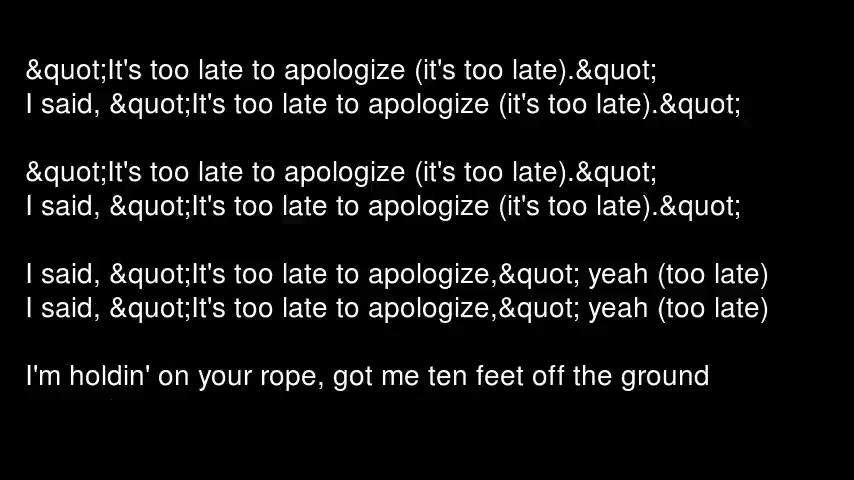 &quot;It's too late to apologize (it's too late).&quot;
I said, &quot;It's too late to apologize (it's too late).&quot;
&quot;It's too late to apologize (it's too late).&quot;
I said, &quot;It's too late to apologize (it's too late).&quot;
I said, &quot;It's too late to apologize,&quot; yeah (too late)
I said, &quot;It's too late to apologize,&quot; yeah (too late)
I'm holdin' on your rope, got me ten feet off the ground